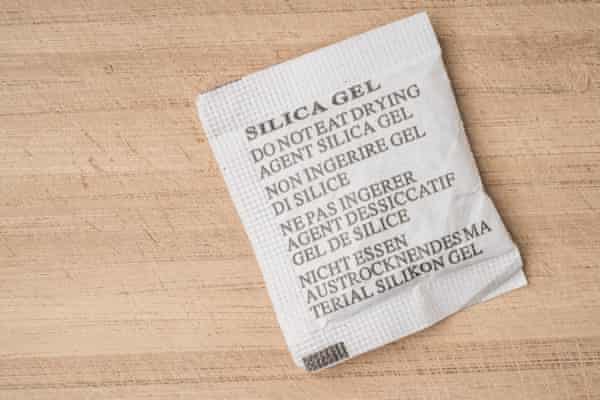 SILICA GEL
DO NOT EAT DRYING
AGENT SILICA GEL
NON INGERIRE GEL
DI SILICE
NE PAS INGERER
AGENT DESSICCATIF
GEL DE SILICE
NICHT ESSEN
AUSTROCKNENDES MA
TERIAL SILIKON GEL